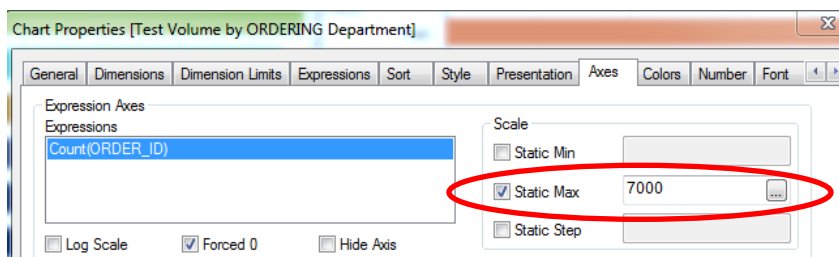 Chart Properties [Test Volume by ORDERING Department]
General Dimensions Dimension Limits Expressions Sort Style Presentation Axes Colors Number Font
Expression Axes
Expressions
Count(ORDER_ID)
Log Scale Forced 0 Hide Axis
Scale
Static Min
Static Max 7000 ...
Static Step